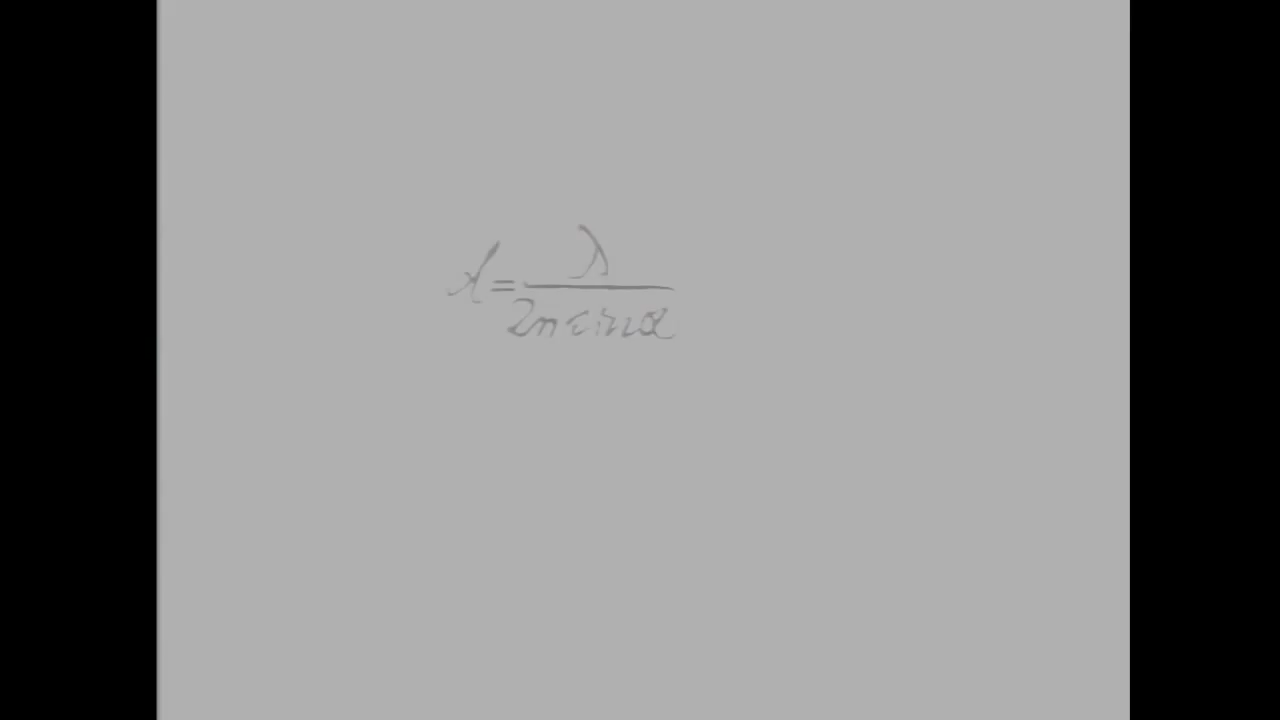 d = λ / 2n sin α